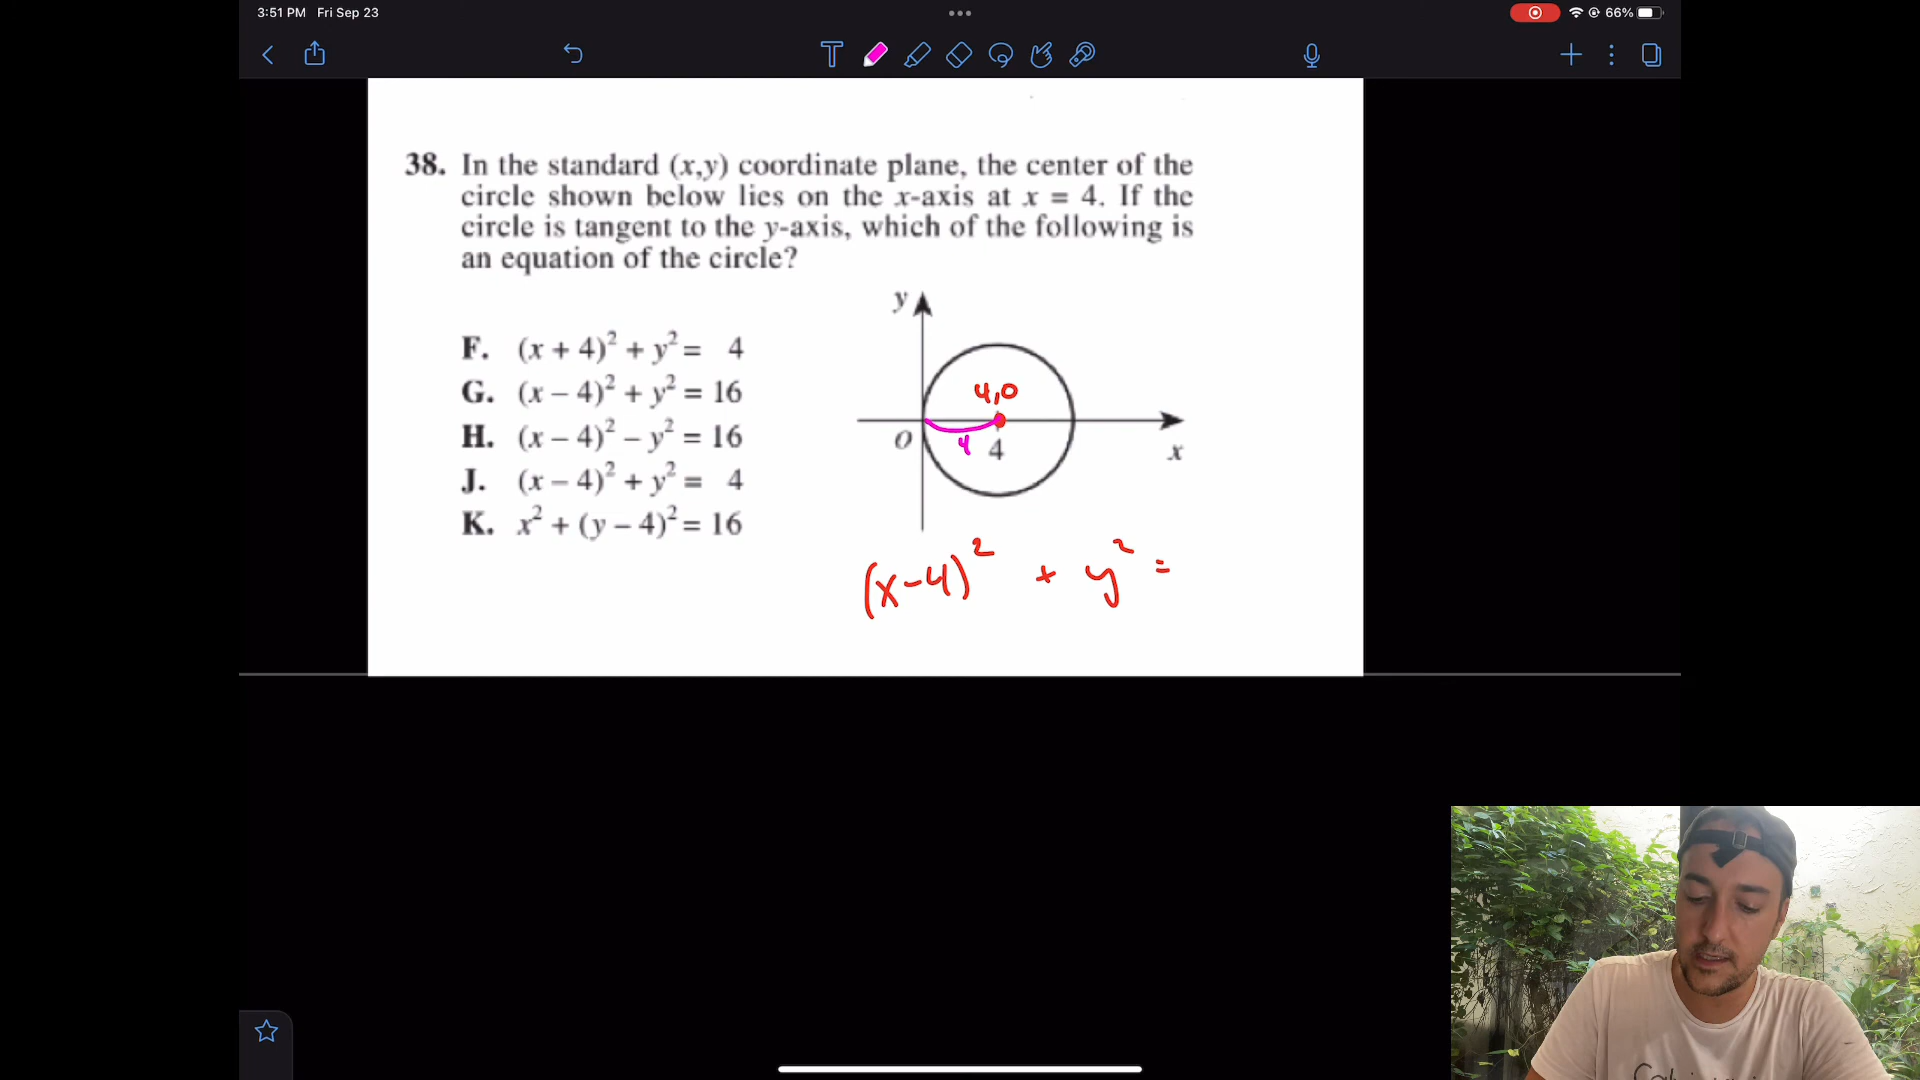 3:51 PM Fri Sep 23
66%
38. In the standard (x,y) coordinate plane, the center of the
circle shown below lies on the x-axis at x = 4. If the
circle is tangent to the y-axis, which of the following is
an equation of the circle?
F. (x + 4)² + y² = 4
G. (x – 4)² + y² = 16
H. (x – 4)² – y² = 16
J. (x – 4)² + y² = 4
K. x² + (y – 4)² = 16
y
4,0
O
4
4
x
(x-4)² + y² =